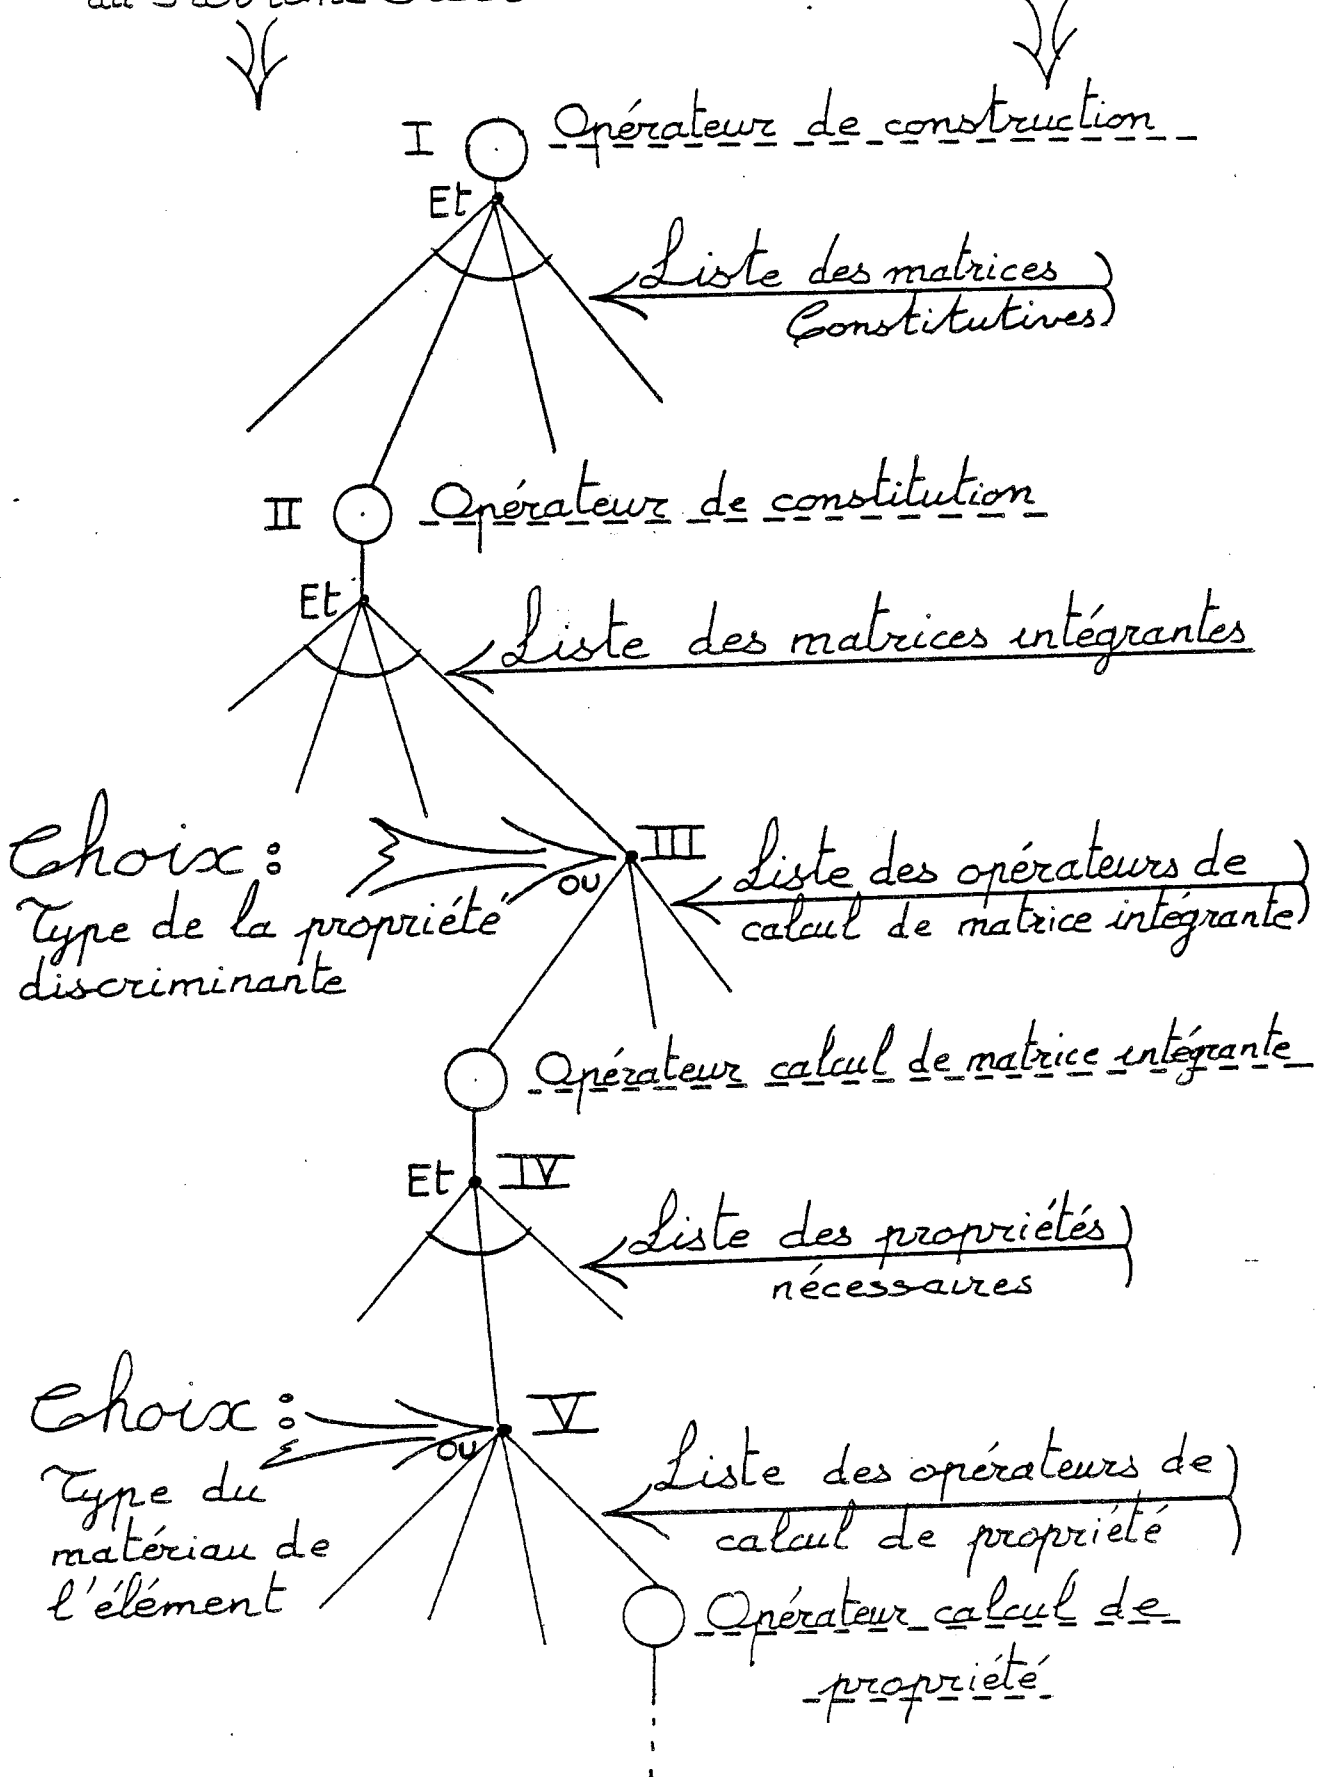 I Opérateur de construction
Et
Liste des matrices
Constitutives
II Opérateur de constitution
Et
Liste des matrices intégrantes
Choix :
Type de la propriété
discriminante
ou
III
Liste des opérateurs de
calcul de matrice intégrante
Opérateur calcul de matrice intégrante
Et IV
Liste des propriétés
nécessaires
Choix :
Type du
matériau de
l'élément
ou
V
Liste des opérateurs de
calcul de propriété
Opérateur calcul de
propriété